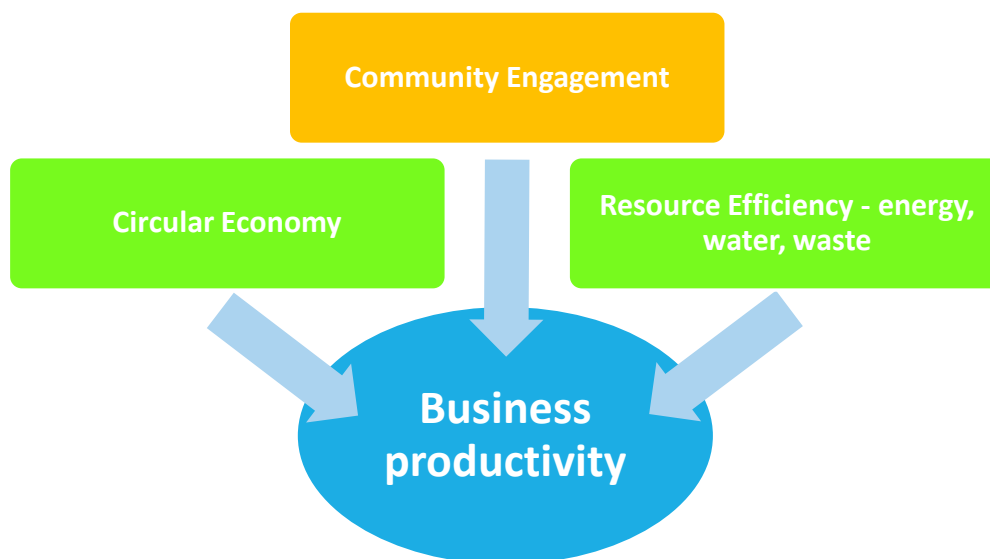 Community Engagement
Circular Economy
Resource Efficiency - energy,
water, waste
Business
productivity